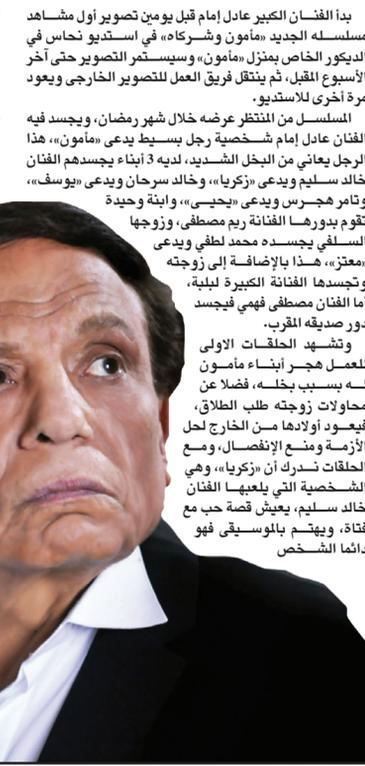 بدأ الفنان الكبير عادل إمام قبل يومين تصوير أول مشاهد
مسلسله الجديد «مأمون وشركاه» في استديو نحاس في
الديكور الخاص بمنزل «مأمون» وسيستمر التصوير حتى آخر
الأسبوع المقبل، ثم ينتقل فريق العمل للتصوير الخارجى ويعود
مرة أخرى للاستديو.
المسلسل من المنتظر عرضه خلال شهر رمضان، ويجسد فيه
الفنان عادل إمام شخصية رجل بسيط يدعى «مأمون»، هذا
الرجل يعاني من البخل الشديد، لديه 3 أبناء يجسدهم الفنان
خالد سليم ويدعى «زكريا»، وخالد سرحان ويدعى «يوسف»،
وتامر هجرس ويدعى «يحيى»، وابنة وحيدة
تقوم بدورها الفنانة ريم مصطفى، وزوجها
السلفي يجسده محمد لطفي ويدعى
«معتز»، هذا بالإضافة إلى زوجته
وتجسدها الفنانة الكبيرة لبلبة،
أما الفنان مصطفى فهمي فيجسد
دور صديقه المقرب.
وتشهد الحلقات الاولى
للعمل هجر أبناء مأمون
له بسبب بخله، فضلا عن
محاولات زوجته طلب الطلاق،
فيعود أولادها من الخارج لحل
الأزمة ومنع الإنفصال، ومع
الحلقات ندرك أن «زكريا»، وهي
الشخصية التي يلعبها الفنان
خالد سليم، يعيش قصة حب مع
فتاة، ويهتم بالموسيقى فهو
دائما الشخص